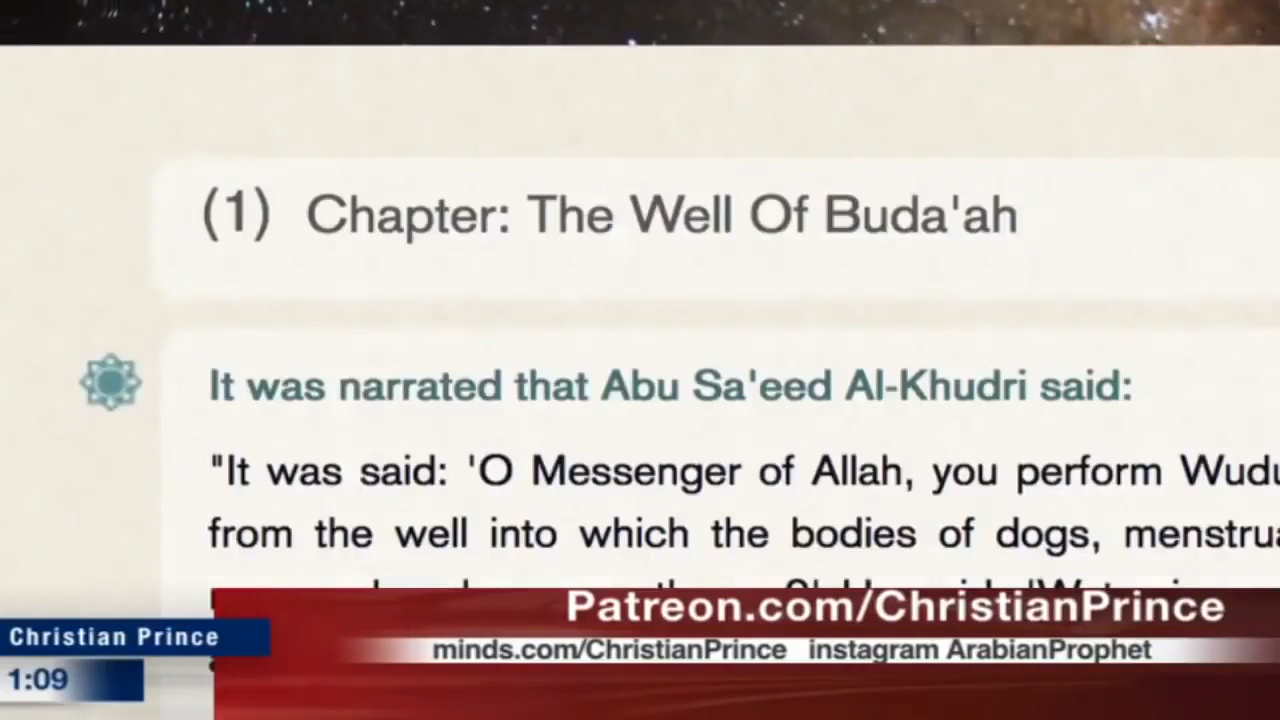 (1) Chapter: The Well Of Buda'ah
It was narrated that Abu Sa'eed Al-Khudri said:
"It was said: 'O Messenger of Allah, you perform
from the well into which the bodies of dogs,
Patreon.com/ChristianPrince
Christian Prince
minds.com/ChristianPrince instagram ArabianProphet
1:09